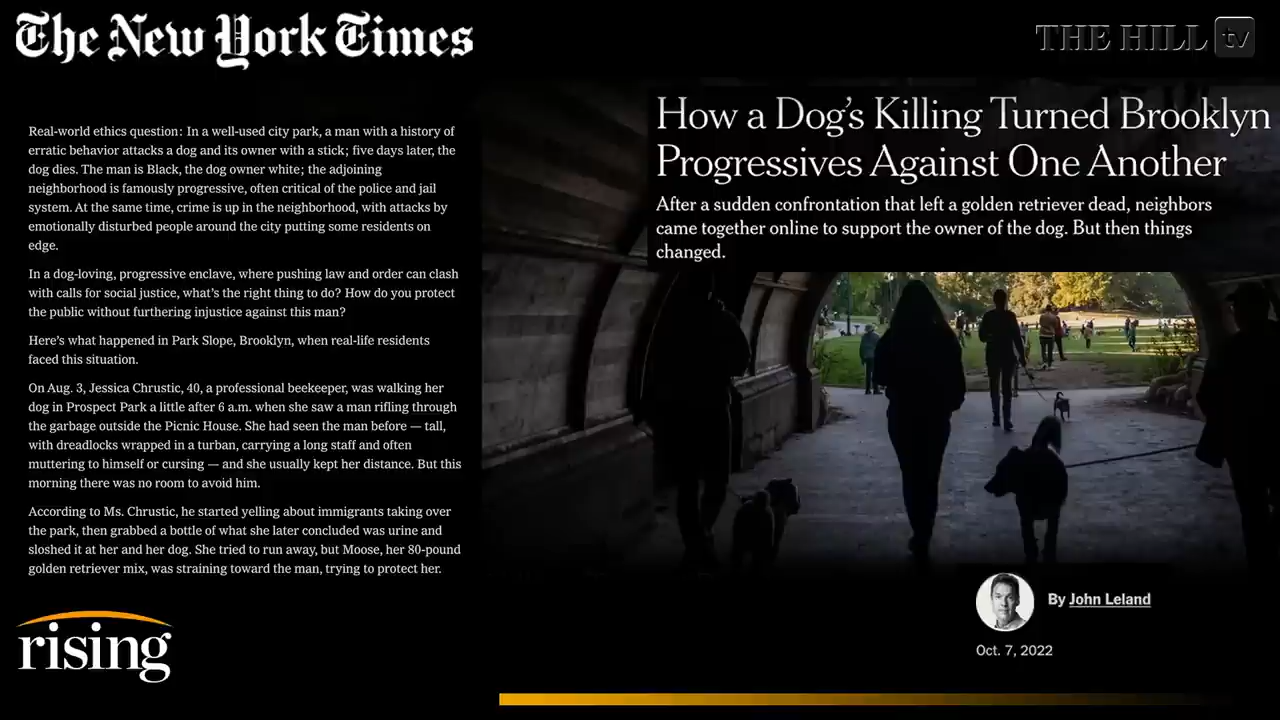 The New York Times
THE HILL tv
How a Dog's Killing Turned Brooklyn
Progressives Against One Another
After a sudden confrontation that left a golden retriever dead, neighbors
came together online to support the owner of the dog. But then things
changed.
Real-world ethics question: In a well-used city park, a man with a history of
erratic behavior attacks a dog and its owner with a stick; five days later, the
dog dies. The man is Black, the dog owner white; the adjoining
neighborhood is famously progressive, often critical of the police and jail
system. At the same time, crime is up in the neighborhood, with attacks by
emotionally disturbed people around the city putting some residents on
edge.
In a dog-loving, progressive enclave, where pushing law and order can clash
with calls for social justice, what's the right thing to do? How do you protect
the public without furthering injustice against this man?
Here's what happened in Park Slope, Brooklyn, when real-life residents
faced this situation.
On Aug. 3, Jessica Chrustic, 40, a professional beekeeper, was walking her
dog in Prospect Park a little after 6 a.m. when she saw a man rifling through
the garbage outside the Picnic House. She had seen the man before — tall,
with dreadlocks wrapped in a turban, carrying a long staff and often
muttering to himself or cursing — and she usually kept her distance. But this
morning there was no room to avoid him.
According to Ms. Chrustic, he started yelling about immigrants taking over
the park, then grabbed a bottle of what she later concluded was urine and
sloshed it at her and her dog. She tried to run away, but Moose, her 80-pound
golden retriever mix, was straining toward the man, trying to protect her.
By John Leland
Oct. 7, 2022
rising